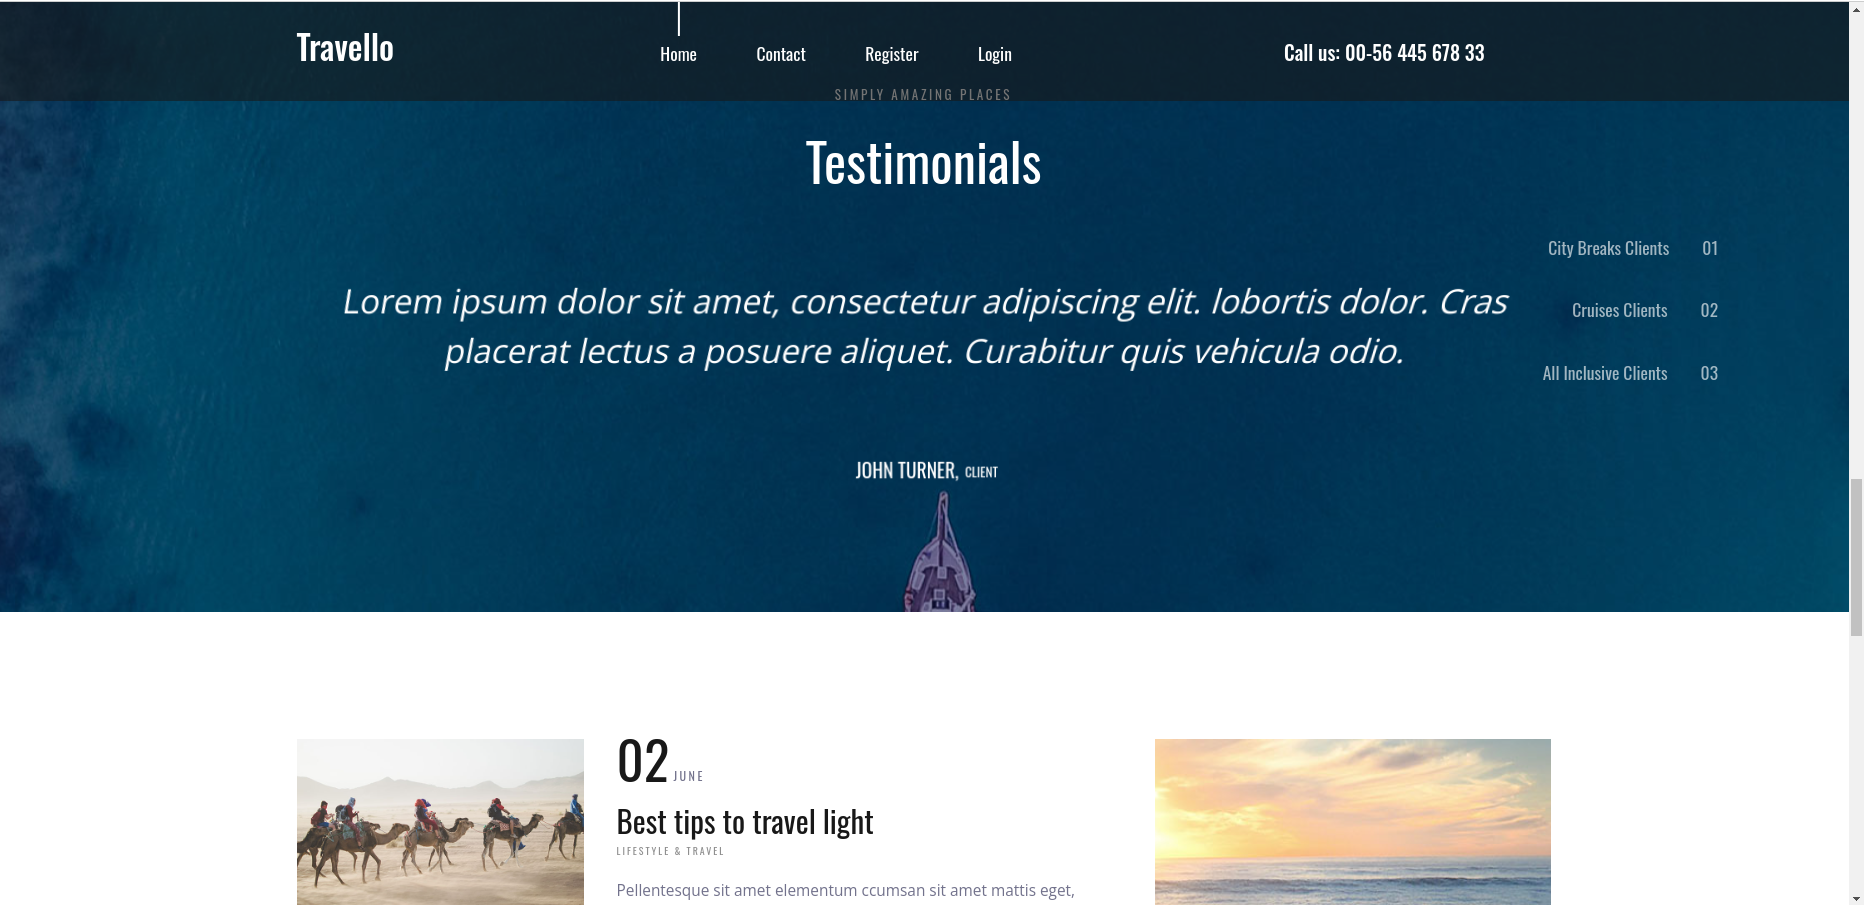 Travello
Home
Contact
Register
Login
Call us: 00-56 445 678 33
SIMPLY AMAZING PLACES
Testimonials
City Breaks Clients 01
Lorem ipsum dolor sit amet, consectetur adipiscing elit. lobortis dolor. Cras
placerat lectus a posuere aliquet. Curabitur quis vehicula odio.
Cruises Clients 02
All Inclusive Clients 03
JOHN TURNER, CLIENT
02 JUNE
Best tips to travel light
LIFESTYLE & TRAVEL
Pellentesque sit amet elementum ccumsan sit amet mattis eget,